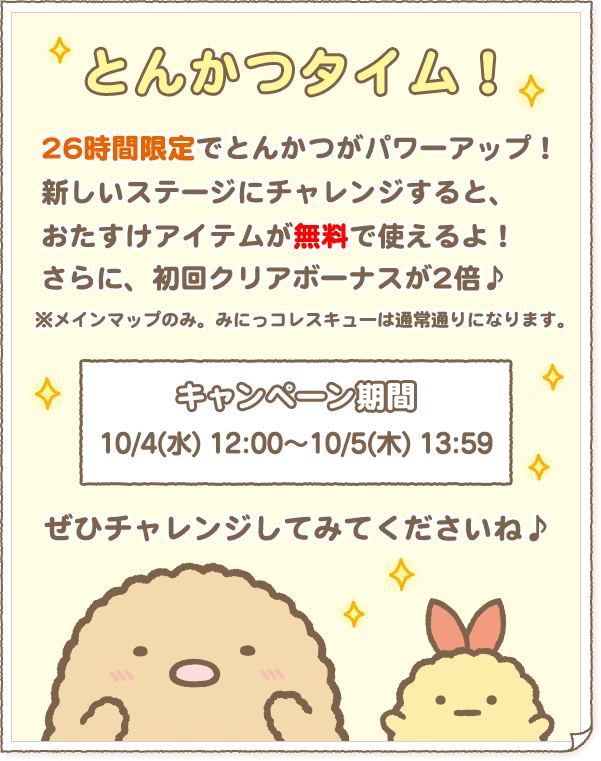 とんかつタイム！
26時間限定でとんかつがパワーアップ！
新しいステージにチャレンジすると、
おたすけアイテムが無料で使えるよ！
さらに、初回クリアボーナスが2倍♪
※メインマップのみ。みにっコレスキューは通常通りになります。
キャンペーン期間
10/4(水) 12:00～10/5(木) 13:59
ぜひチャレンジしてみてくださいね♪